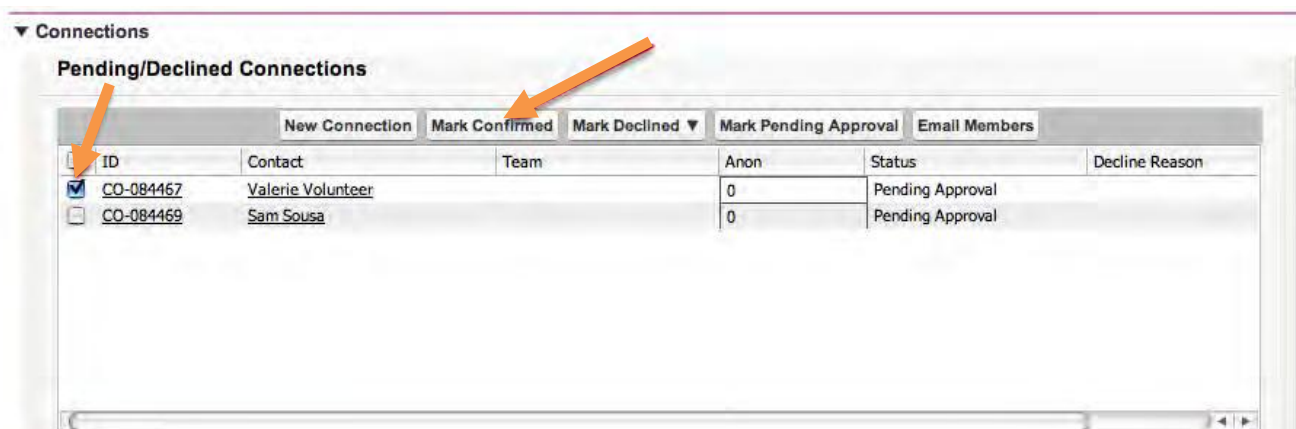 ▼ Connections
Pending/Declined Connections
New Connection Mark Confirmed Mark Declined ▼ Mark Pending Approval Email Members
ID Contact Team Anon Status Decline Reason
CO-084467 Valerie Volunteer 0 Pending Approval
CO-084469 Sam Sousa 0 Pending Approval